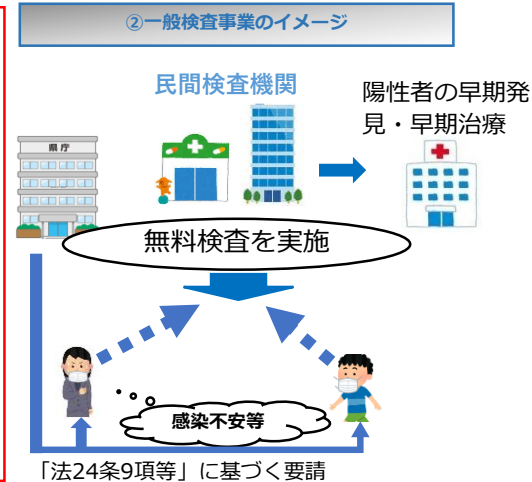 ②一般検査事業のイメージ
民間検査機関
陽性者の早期発
見・早期治療
県庁
無料検査を実施
感染不安等
「法24条9項等」に基づく要請